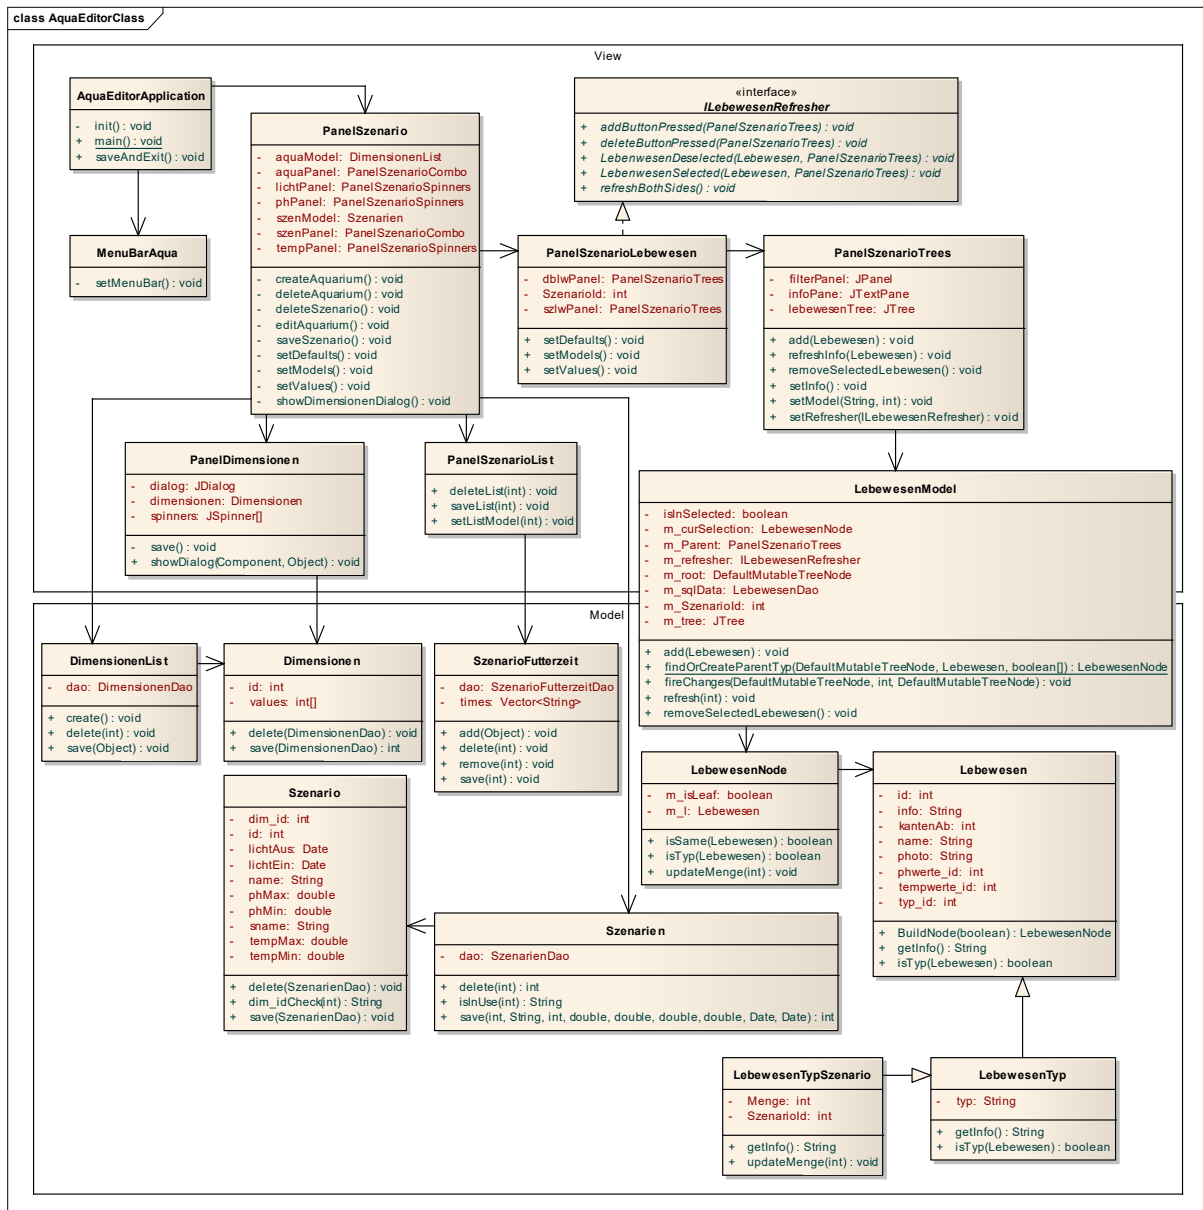 class AquaEditorClass
View
AquaEditorApplication
- init() : void
+ main() : void
+ saveAndExit() : void
MenuBarAqua
- setMenuBar() : void
PanelSzenario
- aquaModel: DimensionenList
- aquaPanel: PanelSzenarioCombo
- lichtPanel: PanelSzenarioSpinners
- phPanel: PanelSzenarioSpinners
- szenModel: Szenarien
- szenPanel: PanelSzenarioCombo
- tempPanel: PanelSzenarioSpinners
- createAquarium() : void
- deleteAquarium() : void
- deleteSzenario() : void
- editAquarium() : void
- saveSzenario() : void
- setDefaults() : void
- setModels() : void
- setValues() : void
- showDimensionenDialog() : void
«interface»
ILebewesenRefresher
+ addButtonPressed(PanelSzenarioTrees) : void
+ deleteButtonPressed(PanelSzenarioTrees) : void
+ LebenwesenDeselected(Lebewesen, PanelSzenarioTrees) : void
+ LebenwesenSelected(Lebewesen, PanelSzenarioTrees) : void
+ refreshBothSides() : void
PanelSzenarioLebewesen
- dblwPanel: PanelSzenarioTrees
- SzenarioId: int
- szlwPanel: PanelSzenarioTrees
+ setDefaults() : void
+ setModels() : void
+ setValues() : void
PanelSzenarioTrees
- filterPanel: JPanel
- infoPane: JTextPane
- lebewesenTree: JTree
+ add(Lebewesen) : void
+ refreshInfo(Lebewesen) : void
+ removeSelectedLebewesen() : void
- setInfo() : void
+ setModel(String, int) : void
+ setRefresher(ILebewesenRefresher) : void
PanelDimensionen
- dialog: JDialog
- dimensionen: Dimensionen
- spinners: JSpinner[]
- save() : void
+ showDialog(Component, Object) : void
PanelSzenarioList
+ deleteList(int) : void
+ saveList(int) : void
+ setListModel(int) : void
LebewesenModel
- isInSelected: boolean
- m_curSelection: LebewesenNode
- m_Parent: PanelSzenarioTrees
- m_refresher: ILebewesenRefresher
- m_root: DefaultMutableTreeNode
- m_sqlData: LebewesenDao
- m_SzenarioId: int
- m_tree: JTree
+ add(Lebewesen) : void
+ findOrCreateParentTyp(DefaultMutableTreeNode, Lebewesen, boolean[]) : LebewesenNode
- fireChanges(DefaultMutableTreeNode, int, DefaultMutableTreeNode) : void
+ refresh(int) : void
+ removeSelectedLebewesen() : void
Model
DimensionenList
- dao: DimensionenDao
+ create() : void
+ delete(int) : void
+ save(Object) : void
Dimensionen
- id: int
- values: int[]
+ delete(DimensionenDao) : void
+ save(DimensionenDao) : int
SzenarioFutterzeit
- dao: SzenarioFutterzeitDao
- times: Vector<String>
+ add(Object) : void
+ delete(int) : void
+ remove(int) : void
+ save(int) : void
LebewesenNode
- m_isLeaf: boolean
- m_l: Lebewesen
+ isSame(Lebewesen) : boolean
+ isTyp(Lebewesen) : boolean
+ updateMenge(int) : void
Lebewesen
- id: int
- info: String
- kantenAb: int
- name: String
- photo: String
- phwerte_id: int
- tempwerte_id: int
- typ_id: int
+ BuildNode(boolean) : LebewesenNode
+ getInfo() : String
+ isTyp(Lebewesen) : boolean
Szenario
- dim_id: int
- id: int
- lichtAus: Date
- lichtEin: Date
- name: String
- phMax: double
- phMin: double
- sname: String
- tempMax: double
- tempMin: double
+ delete(SzenarienDao) : void
+ dim_idCheck(int) : String
+ save(SzenarienDao) : void
Szenarien
- dao: SzenarienDao
+ delete(int) : int
+ isInUse(int) : String
+ save(int, String, int, double, double, double, double, Date, Date) : int
LebewesenTypSzenario
- Menge: int
- SzenarioId: int
+ getInfo() : String
+ updateMenge(int) : void
LebewesenTyp
- typ: String
+ getInfo() : String
+ isTyp(Lebewesen) : boolean